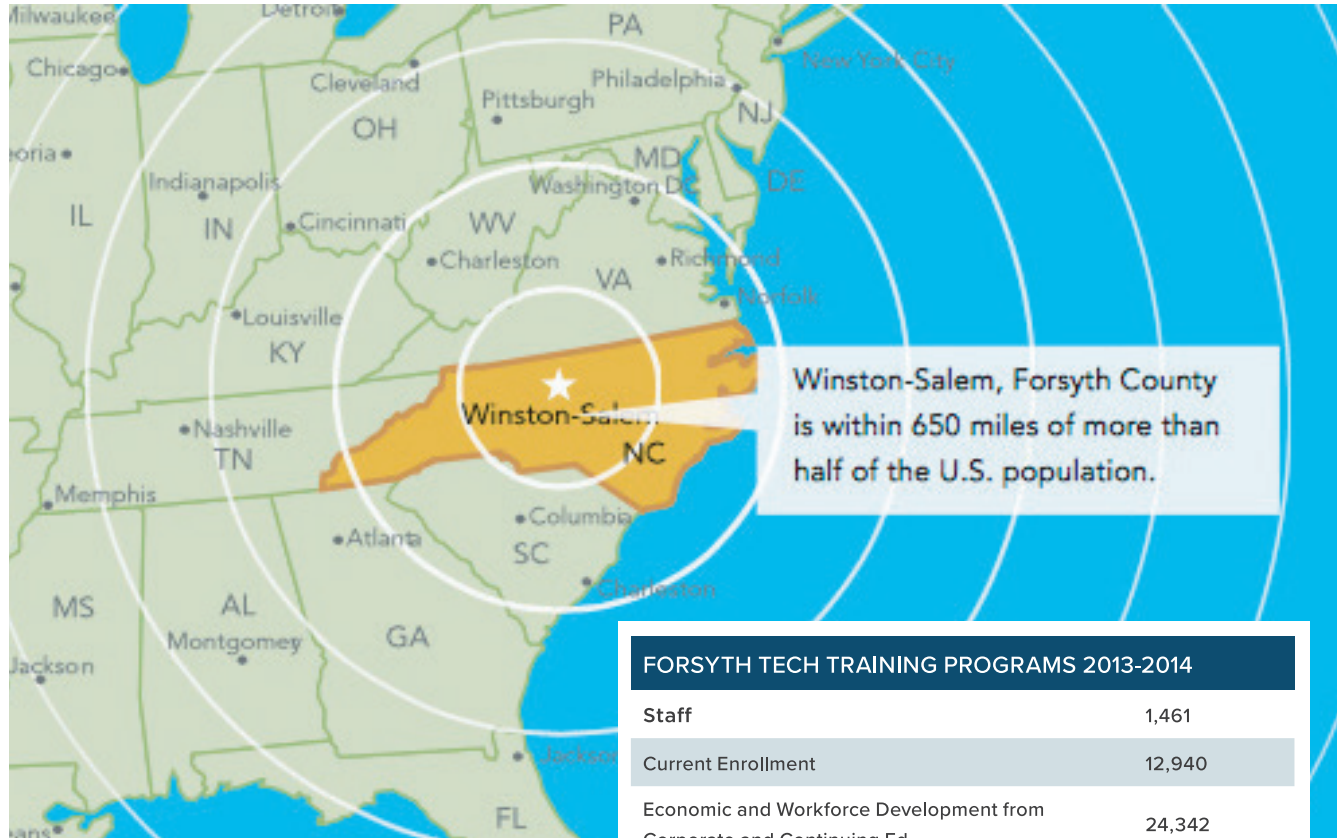 Milwaukee
Detroit
PA
Chicago
Cleveland
Philadelphia
New York City
Pittsburgh
OH
NJ
MD
Indianapolis
Washington
DE
IL
IN
Cincinnati
WV
Charleston
VA
Richmond
Norfolk
Louisville
KY
Winston-Salem
NC
Nashville
TN
Memphis
Winston-Salem, Forsyth County
is within 650 miles of more than
half of the U.S. population.
Columbia
Atlanta
SC
Charleston
MS
AL
GA
Montgomery
Jackson
FL
FORSYTH TECH TRAINING PROGRAMS 2013-2014
Staff 1,461
Current Enrollment 12,940
Economic and Workforce Development from 24,342
Corporate and Continuing Ed